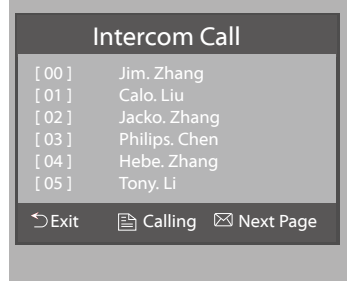 Intercom Call
[ 00 ] Jim. Zhang
[ 01 ] Calo. Liu
[ 02 ] Jacko. Zhang
[ 03 ] Philips. Chen
[ 04 ] Hebe. Zhang
[ 05 ] Tony. Li
Exit Calling Next Page